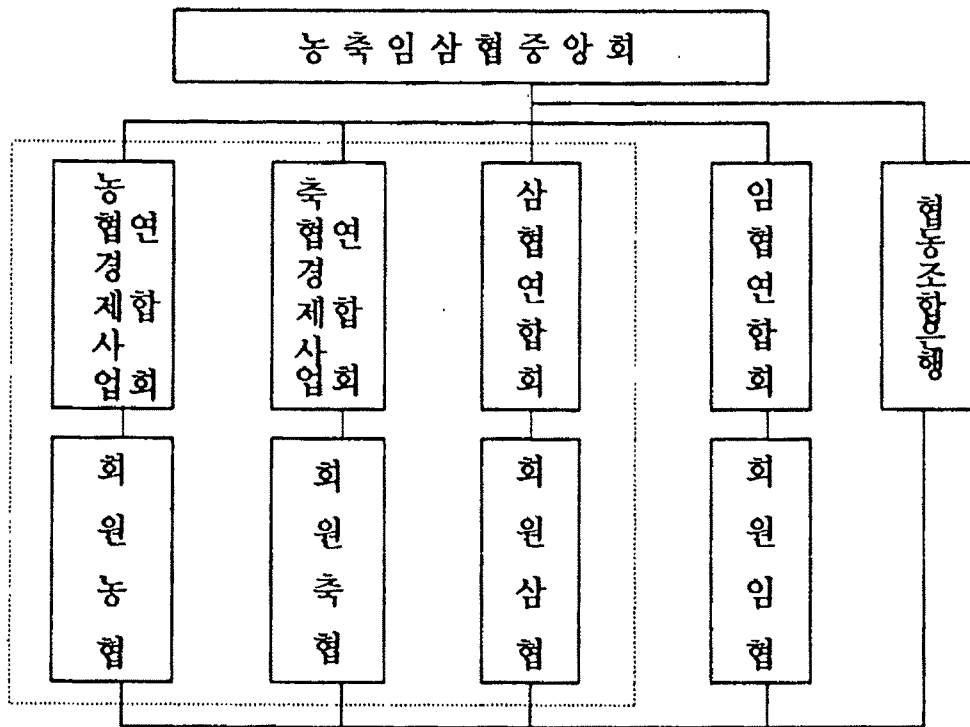 농축임삼협중앙회
농협경제사업
연합회
축협경제사업
연합회
삼협연합회
임협연합회
협동조합은행
회원농협
회원축협
회원삼협
회원임협